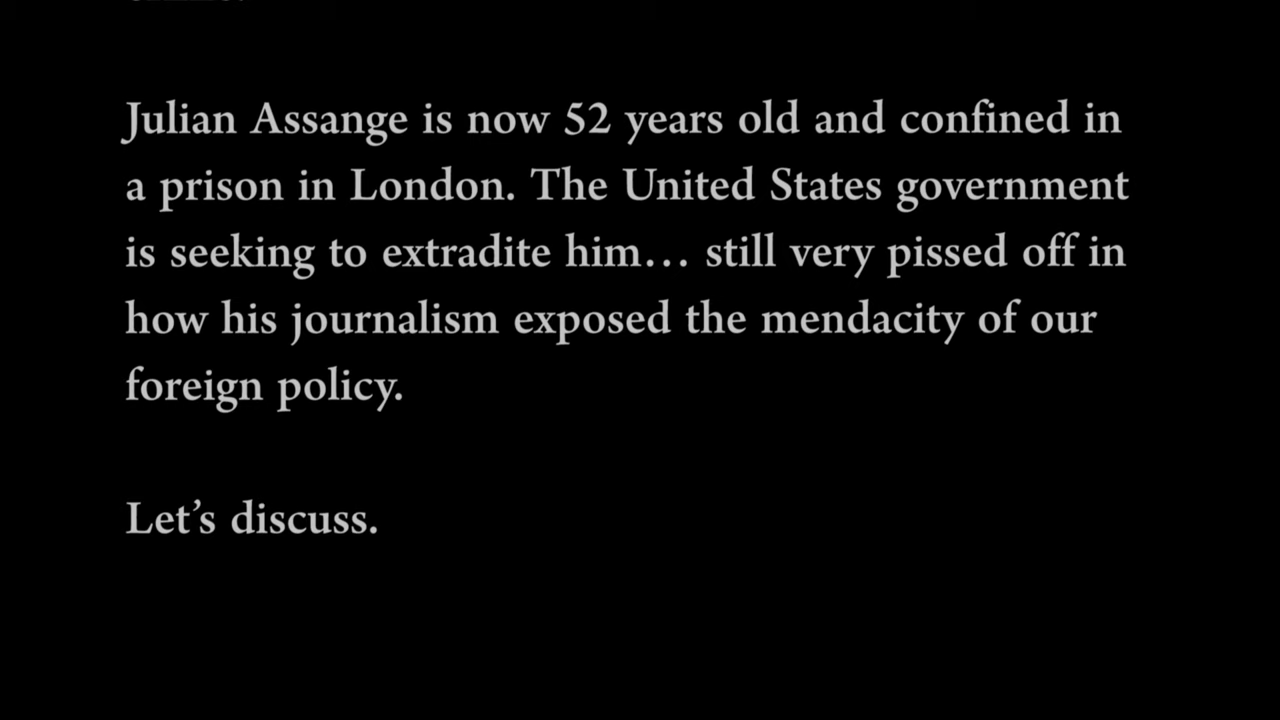 Julian Assange is now 52 years old and confined in
a prison in London. The United States government
is seeking to extradite him… still very pissed off in
how his journalism exposed the mendacity of our
foreign policy.
Let’s discuss.